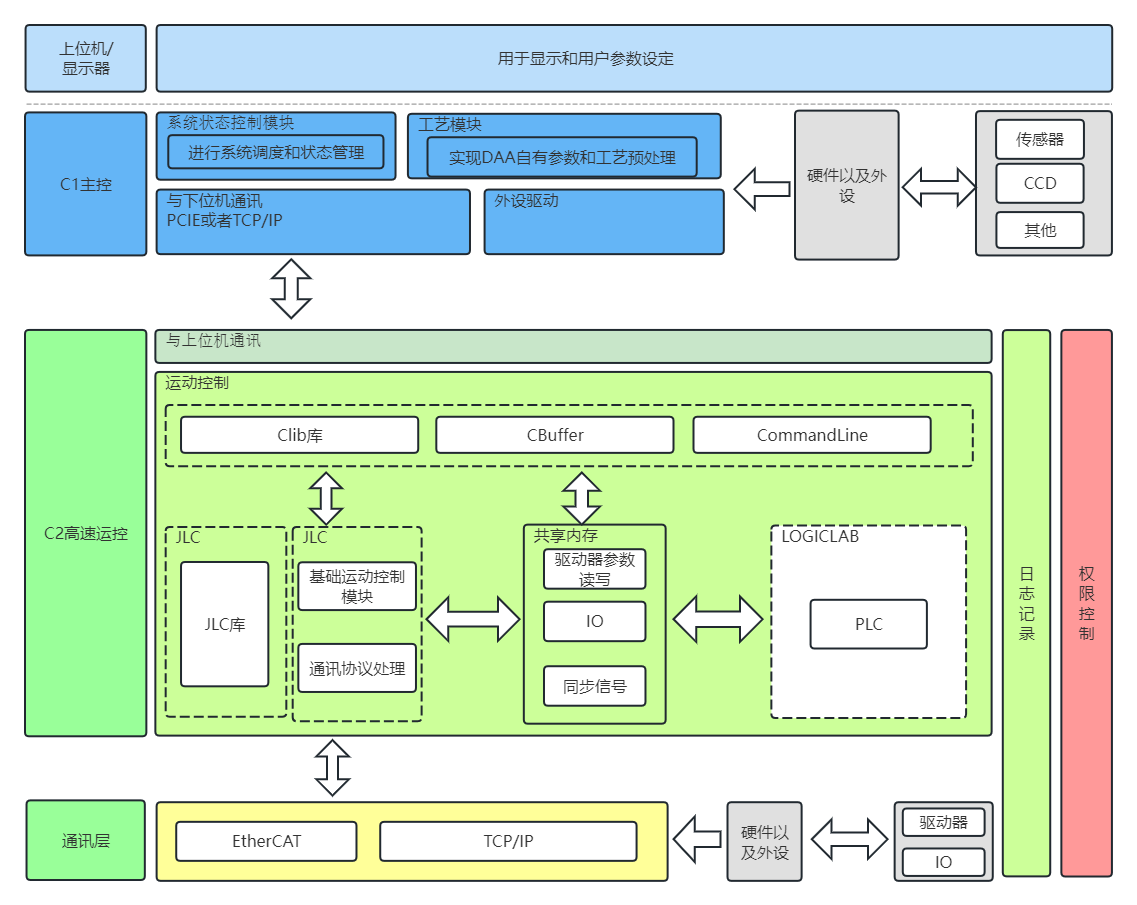 上位机/
显示器
用于显示和用户参数设定
C1主控
系统状态控制模块
进行系统调度和状态管理
工艺模块
实现DAA自有参数和工艺预处理
与下位机通讯
PCIE或者TCP/IP
外设驱动
硬件以及外
设
传感器
CCD
其他
C2高速运控
与上位机通讯
运动控制
Clib库
CBuffer
CommandLine
JLC
JLC库
JLC
基础运动控制
模块
通讯协议处理
共享内存
驱动器参数
读写
IO
同步信号
LOGICLAB
PLC
日
志
记
录
权
限
控
制
通讯层
EtherCAT
TCP/IP
硬件以
及外设
驱动器
IO